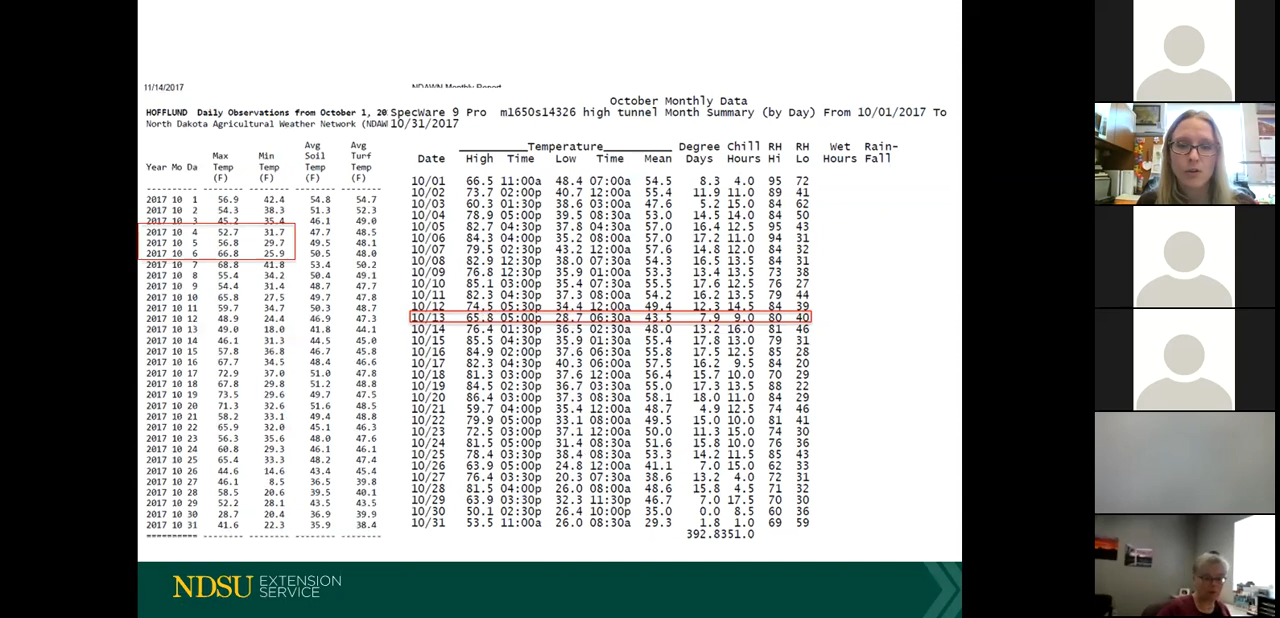 11/14/2017
NDAWN Monthly Report
HOFFLUND Daily Observations from October 1, 20
North Dakota Agricultural Weather Network (NDAW
Avg Avg
Max Min Soil Turf
Year Mo Da Temp Temp Temp Temp
(F) (F) (F) (F)
2017 10 1 56.9 42.4 54.8 54.7
2017 10 2 54.3 38.3 51.3 52.3
2017 10 3 45.2 35.4 46.1 49.0
2017 10 4 52.7 31.7 47.7 48.5
2017 10 5 56.8 29.7 49.5 48.1
2017 10 6 66.8 25.9 50.5 48.0
2017 10 7 68.8 41.8 53.4 50.2
2017 10 8 55.4 34.2 50.4 49.1
2017 10 9 54.4 31.4 48.7 47.7
2017 10 10 65.8 27.5 49.7 47.8
2017 10 11 59.7 34.7 50.3 48.7
2017 10 12 48.9 24.4 46.9 47.3
2017 10 13 49.0 18.0 41.8 44.1
2017 10 14 46.1 31.3 44.5 45.0
2017 10 15 57.8 36.8 46.7 45.8
2017 10 16 67.7 34.5 48.4 46.6
2017 10 17 72.9 37.0 51.0 47.8
2017 10 18 67.8 29.8 51.2 48.8
2017 10 19 73.5 29.6 49.7 47.5
2017 10 20 71.3 32.6 51.6 48.5
2017 10 21 58.2 33.1 49.4 48.8
2017 10 22 65.9 32.0 45.1 46.3
2017 10 23 56.3 35.6 48.0 47.6
2017 10 24 60.8 29.3 46.1 46.1
2017 10 25 65.4 33.3 48.2 47.4
2017 10 26 44.6 14.6 43.4 45.4
2017 10 27 46.1 8.5 36.5 39.8
2017 10 28 58.5 20.6 39.5 40.1
2017 10 29 52.2 28.1 43.5 43.5
2017 10 30 28.7 20.4 36.9 39.9
2017 10 31 41.6 22.3 35.9 38.4
October Monthly Data
SpecWare 9 Pro m1650s14326 high tunnel Month Summary (by Day) From 10/01/2017 To
10/31/2017
Temperature Degree Chill RH RH Wet Rain-
Date High Time Low Time Mean Days Hours Hi Lo Hours Fall
10/01 66.5 11:00a 48.4 07:00a 54.5 8.3 4.0 95 72
10/02 73.7 02:00p 40.7 12:00a 55.4 11.9 11.0 89 41
10/03 60.3 01:30p 38.6 03:00a 47.6 5.2 15.0 84 62
10/04 78.9 05:00p 39.5 08:30a 53.0 14.5 14.0 84 50
10/05 82.7 04:30p 37.8 04:30a 57.0 16.4 12.5 95 43
10/06 84.3 04:00p 35.2 08:00a 57.0 17.2 11.0 94 31
10/07 79.5 02:00p 43.2 12:00a 57.6 14.8 12.0 84 32
10/08 82.9 12:30p 38.0 07:30a 54.3 16.5 13.5 84 31
10/09 76.8 12:30p 35.9 01:00a 53.3 13.4 13.5 73 38
10/10 85.1 03:00p 35.4 07:30a 55.5 17.6 12.5 76 27
10/11 82.3 04:30p 37.3 08:00a 54.2 16.2 13.5 79 44
10/12 74.5 05:30p 34.4 12:00a 49.4 12.3 14.5 84 39
10/13 65.8 05:00p 28.7 06:30a 43.5 7.9 9.0 80 40
10/14 76.4 01:30p 36.5 02:30a 48.0 13.2 16.0 81 46
10/15 85.5 04:30p 35.9 01:30a 55.4 17.8 13.0 79 31
10/16 84.9 02:00p 37.6 06:00a 55.8 17.5 12.5 85 28
10/17 82.3 04:30p 40.3 06:00a 57.5 16.2 9.5 84 20
10/18 81.3 03:00p 37.6 12:00a 56.4 15.7 10.0 70 29
10/19 84.5 02:30p 36.7 03:30a 55.0 17.3 13.5 88 22
10/20 86.4 03:00p 37.3 08:30a 58.1 18.0 11.0 84 29
10/21 59.7 04:00p 35.4 12:00a 48.7 4.9 12.5 74 46
10/22 79.9 05:00p 33.1 08:00a 49.5 15.0 10.0 81 41
10/23 72.5 03:00p 37.1 12:00a 50.0 11.3 15.0 74 30
10/24 81.5 05:00p 31.4 08:30a 51.6 15.8 10.0 76 36
10/25 78.4 03:30p 38.4 08:30a 53.3 14.2 11.5 85 43
10/26 63.9 05:00p 24.8 12:00a 41.1 7.0 15.0 62 33
10/27 76.4 03:30p 20.3 07:30a 38.6 13.2 4.0 72 31
10/28 81.5 04:00p 26.0 08:00a 48.6 15.8 4.5 71 32
10/29 63.9 03:30p 32.3 11:30p 46.7 7.0 17.5 70 30
10/30 50.1 02:30p 26.4 10:00p 35.0 0.0 8.5 60 36
10/31 53.5 11:00a 26.0 08:30a 29.3 1.8 1.0 69 59
392.8351.0
NDSU EXTENSION
SERVICE